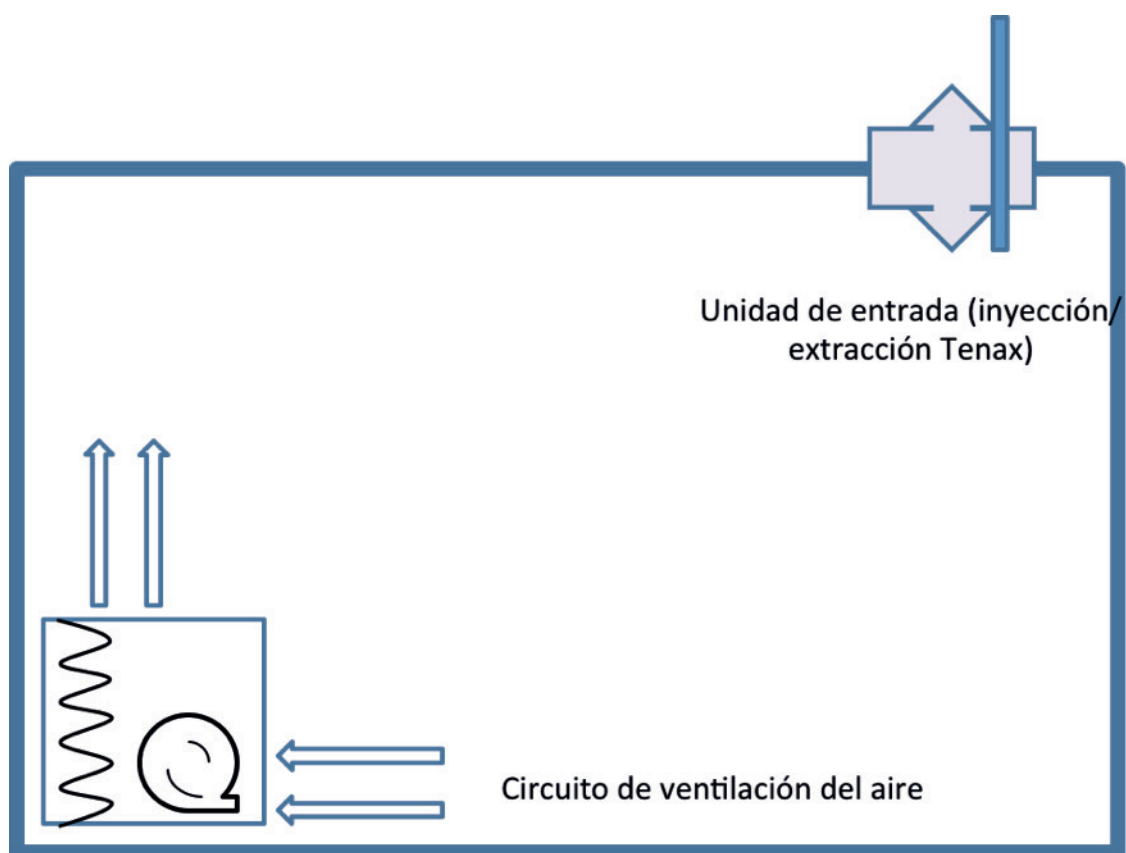 Unidad de entrada (inyección/
extracción Tenax)
Circuito de ventilación del aire